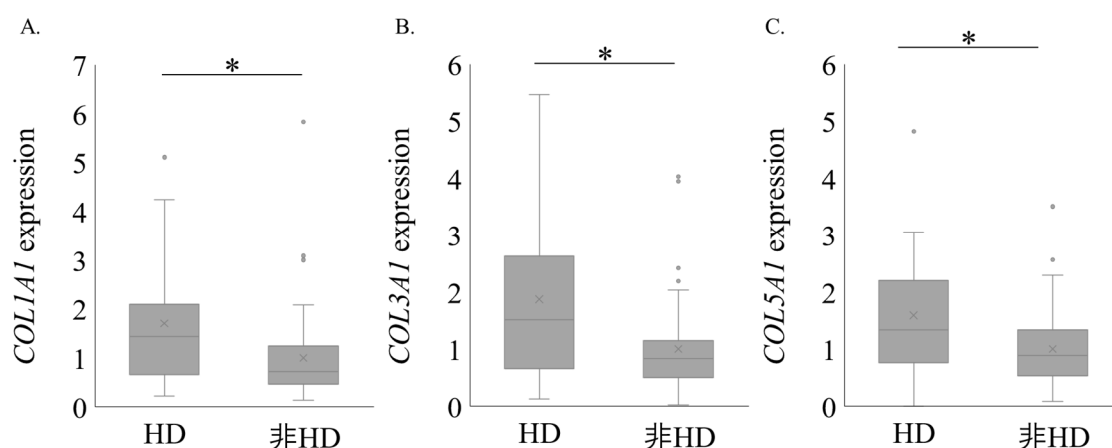 A.
COL1A1 expression
7
6
5
4
3
2
1
0
*
HD
非HD
B.
COL3A1 expression
6
5
4
3
2
1
0
*
HD
非HD
C.
COL5A1 expression
6
5
4
3
2
1
0
*
HD
非HD